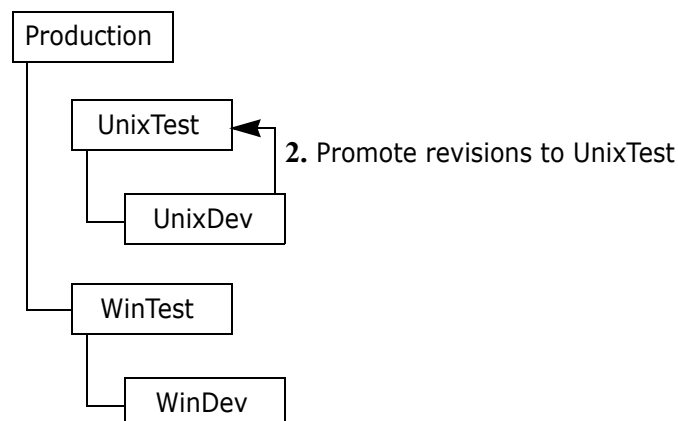 Production
UnixTest
2. Promote revisions to UnixTest
UnixDev
WinTest
WinDev